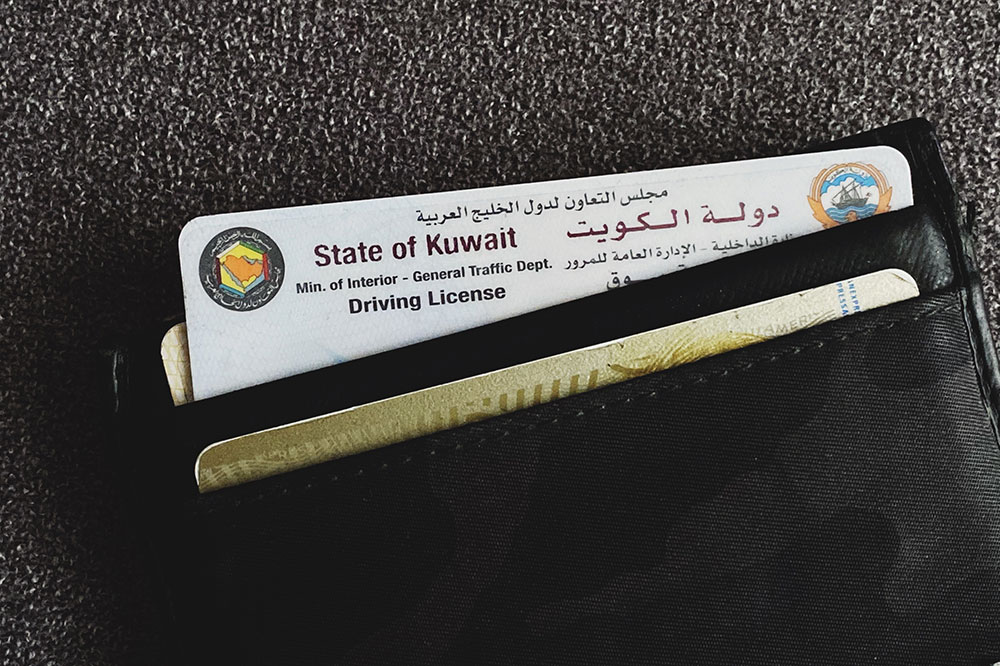 مجلس التعاون لدول الخليج العربية
State of Kuwait
دولة الكويت
Min. of Interior - General Traffic Dept.
الداخلية - الإدارة العامة للمرور
Driving License